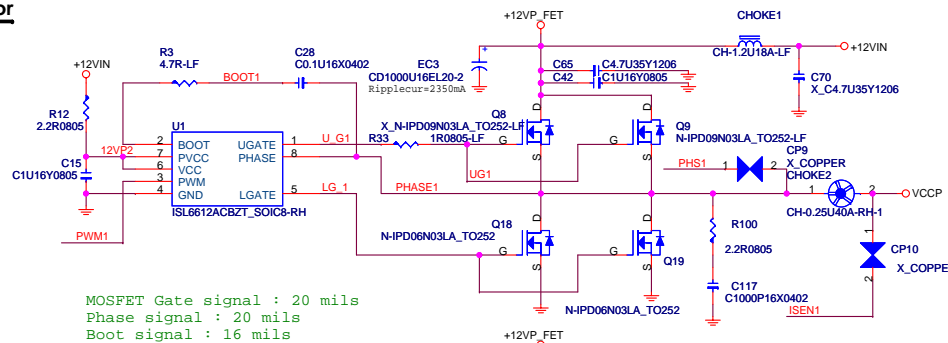 or
+12VP_FET
CHOKE1
+12VIN
CH-1.2U18A-LF
R3
4.7R-LF
C28
C0.1U16X0402
BOOT1
EC3
CD1000U16EL20-2
Ripplecur=2350mA
C65
C4.7U35Y1206
C42
C1U16Y0805
C70
X_C4.7U35Y1206
+12VIN
R12
2.2R0805
U1
12VP2
C15
C1U16Y0805
2
7
6
3
4
BOOT
PVCC
VCC
PWM
GND
UGATE
PHASE
LGATE
1
8
5
ISL6612ACBZT_SOIC8-RH
PWM1
U_G1
R33
1R0805-LF
UG1
LG_1
PHASE1
Q8
X_N-IPD09N03LA_TO252-LF
D
G
S
Q9
N-IPD09N03LA_TO252-LF
D
G
S
PHS1
1
2
CP9
X_COPPER
CHOKE2
1
2
CH-0.25U40A-RH-1
VCCP
Q18
N-IPD06N03LA_TO252
D
G
S
D
G
S
Q19
N-IPD06N03LA_TO252
R100
2.2R0805
C117
C1000P16X0402
1
2
CP10
X_COPPE
ISEN1
MOSFET Gate signal : 20 mils
Phase signal : 20 mils
Boot signal : 16 mils
+12VP_FET